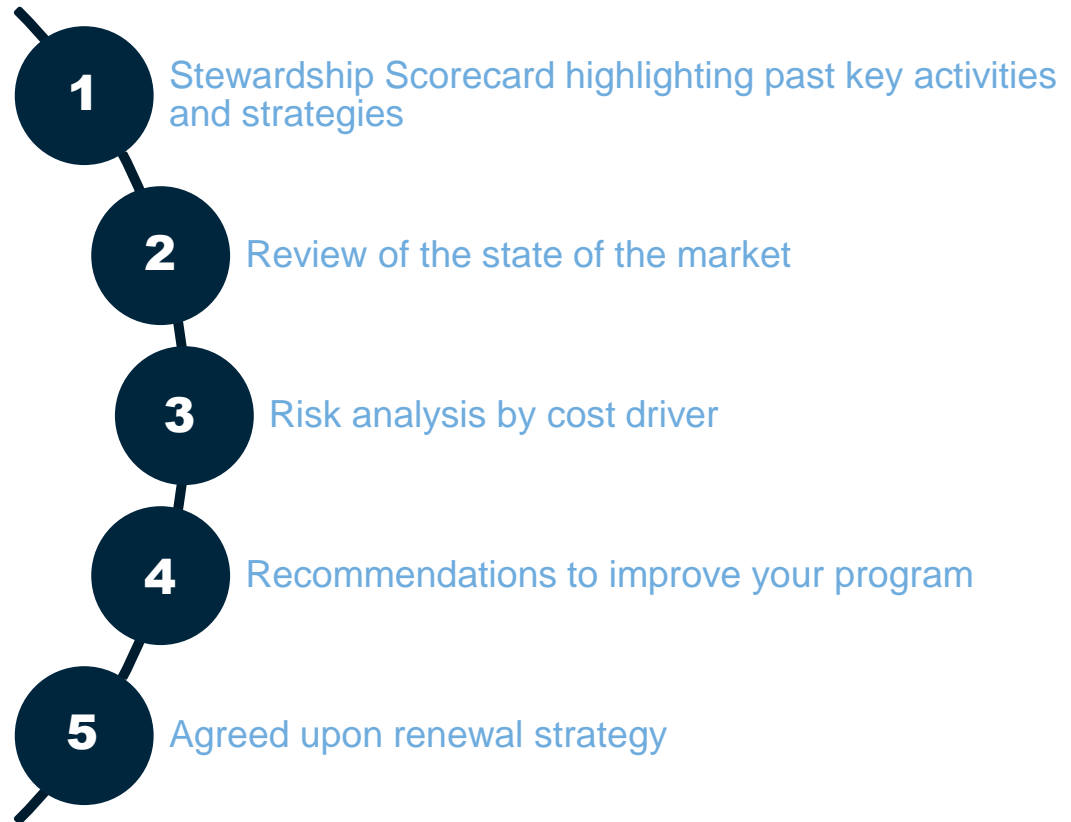 1
Stewardship Scorecard highlighting past key activities
and strategies
2
Review of the state of the market
3
Risk analysis by cost driver
4
Recommendations to improve your program
5
Agreed upon renewal strategy